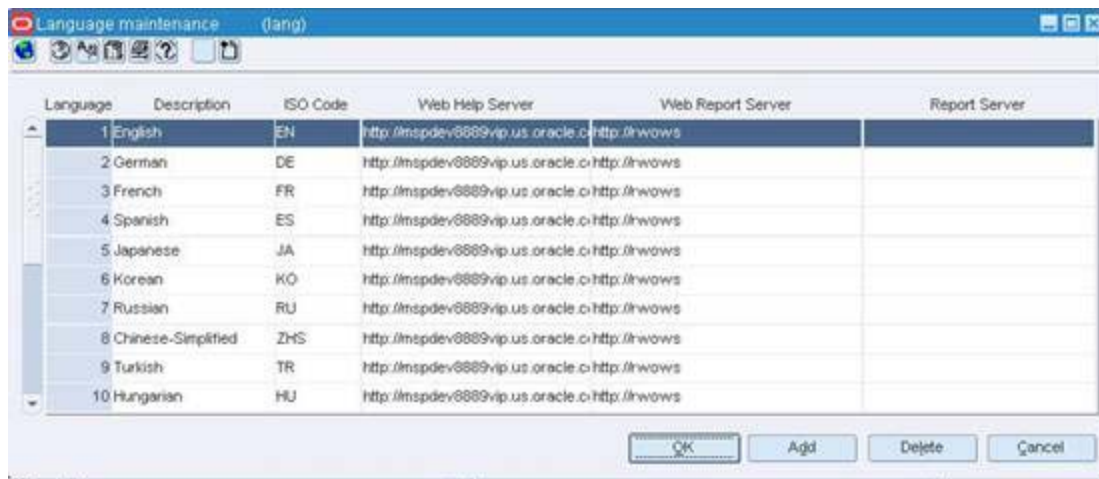 Language maintenance (lang)
Language Description ISO Code Web Help Server Web Report Server Report Server
1 English EN http://mspdev8889vip.us.oracle.c http://rwows
2 German DE http://mspdev8889vip.us.oracle.c http://rwows
3 French FR http://mspdev8889vip.us.oracle.c http://rwows
4 Spanish ES http://mspdev8889vip.us.oracle.c http://rwows
5 Japanese JA http://mspdev8889vip.us.oracle.c http://rwows
6 Korean KO http://mspdev8889vip.us.oracle.c http://rwows
7 Russian RU http://mspdev8889vip.us.oracle.c http://rwows
8 Chinese-Simplified ZHS http://mspdev8889vip.us.oracle.c http://rwows
9 Turkish TR http://mspdev8889vip.us.oracle.c http://rwows
10 Hungarian HU http://mspdev8889vip.us.oracle.c http://rwows
OK Add Delete Cancel